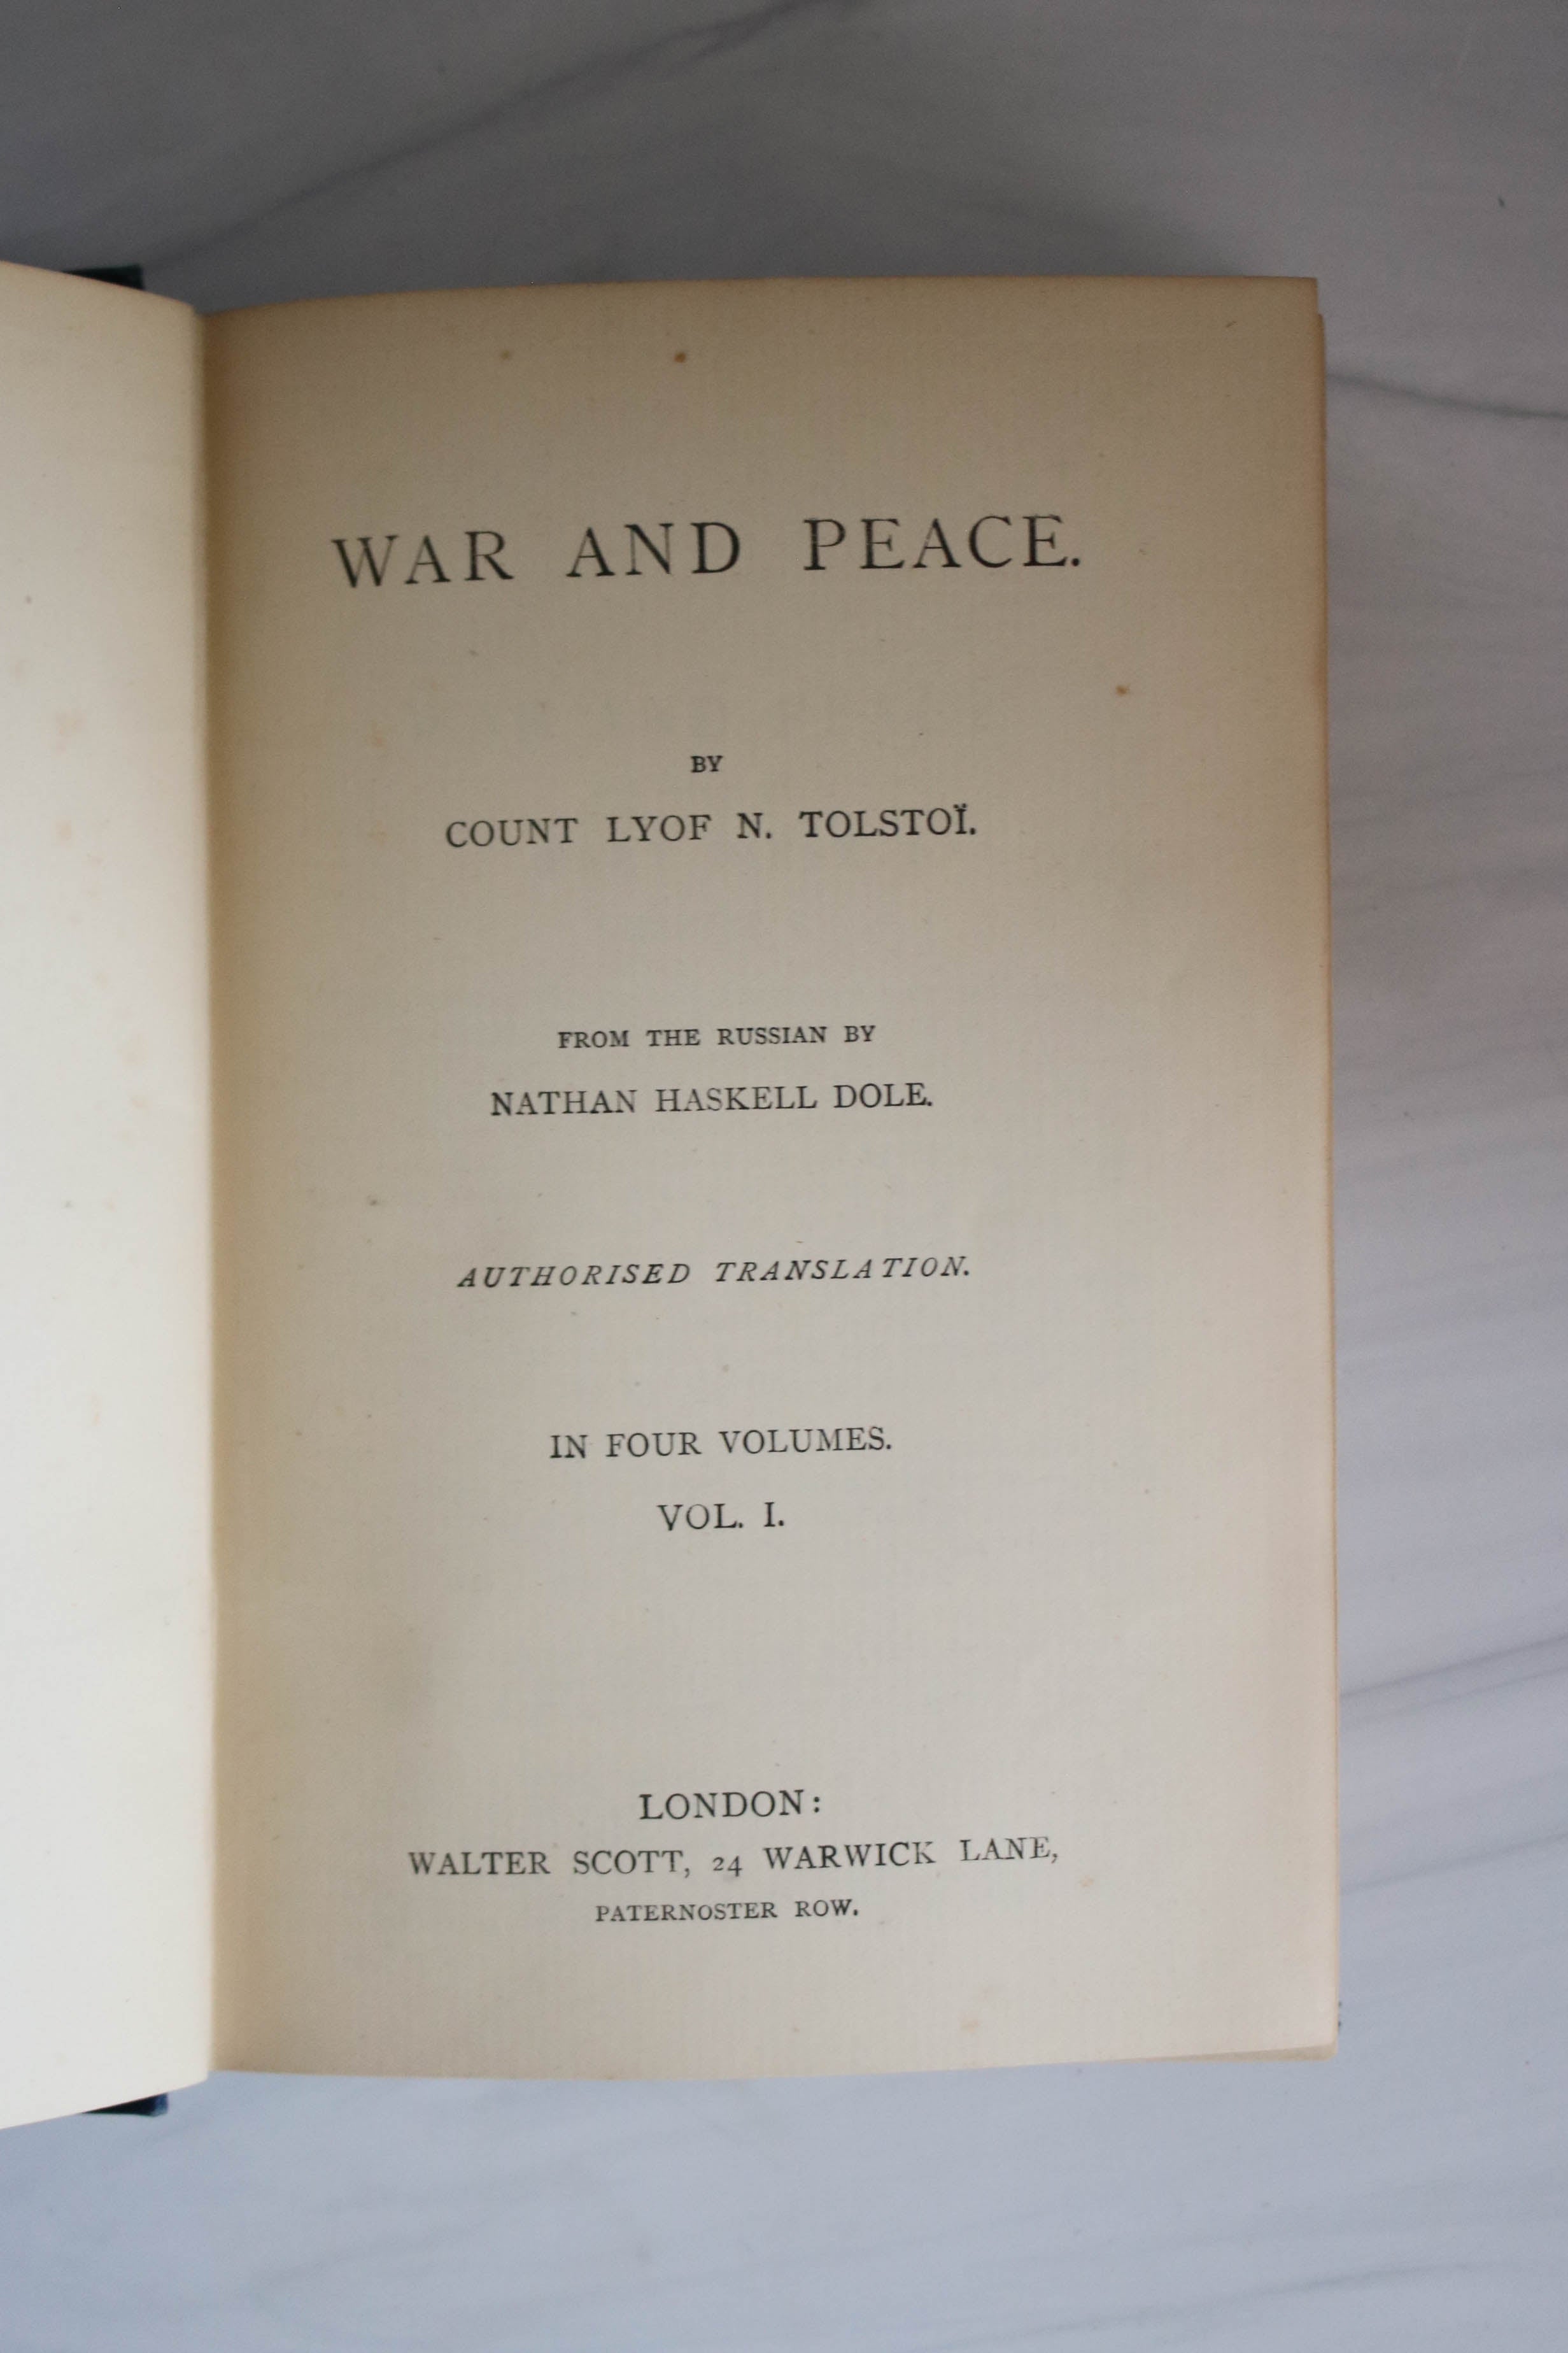 WAR AND PEACE.
BY
COUNT LYOF N. TOLSTOÏ.
FROM THE RUSSIAN BY
NATHAN HASKELL DOLE.
AUTHORISED TRANSLATION.
IN FOUR VOLUMES.
VOL. I.
LONDON:
WALTER SCOTT, 24 WARWICK LANE,
PATERNOSTER ROW.